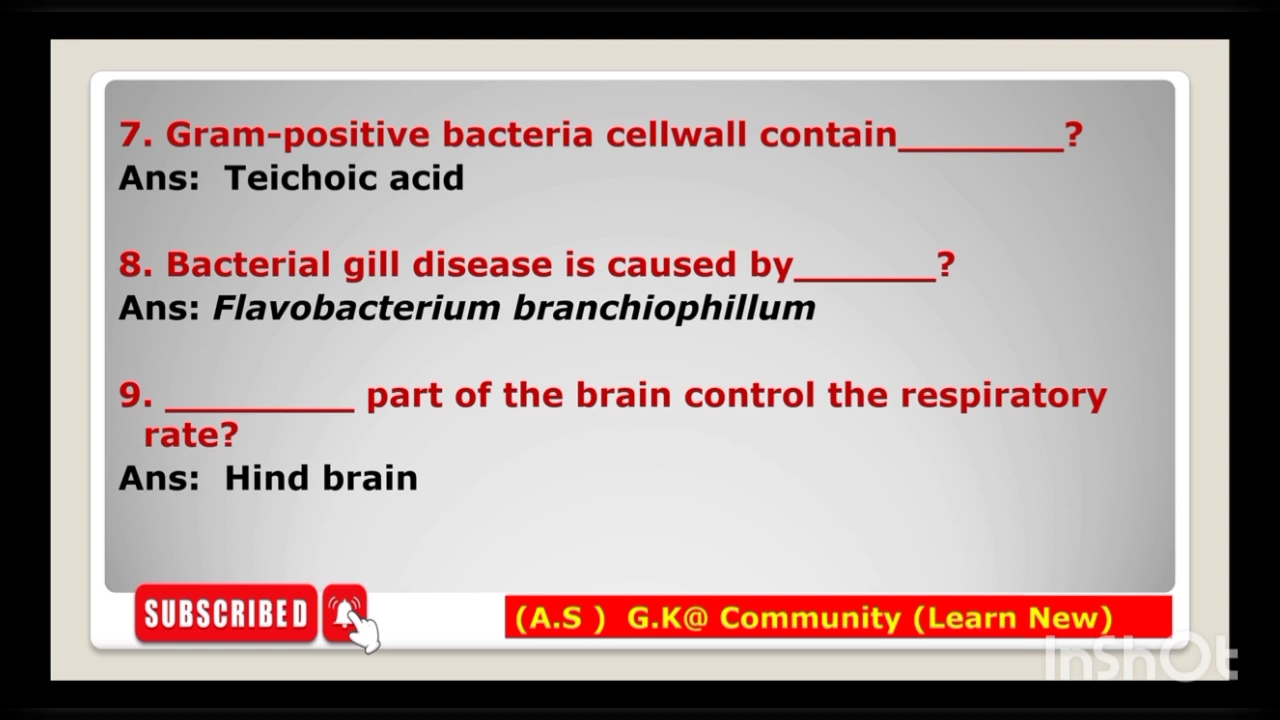 7. Gram-positive bacteria cellwall contain________?
Ans:  Teichoic acid
8. Bacterial gill disease is caused by_______?
Ans: Flavobacterium branchiophillum
9. _________ part of the brain control the respiratory
rate?
Ans:  Hind brain
SUBSCRIBED
(A.S )  G.K@ Community (Learn New)
InShOt